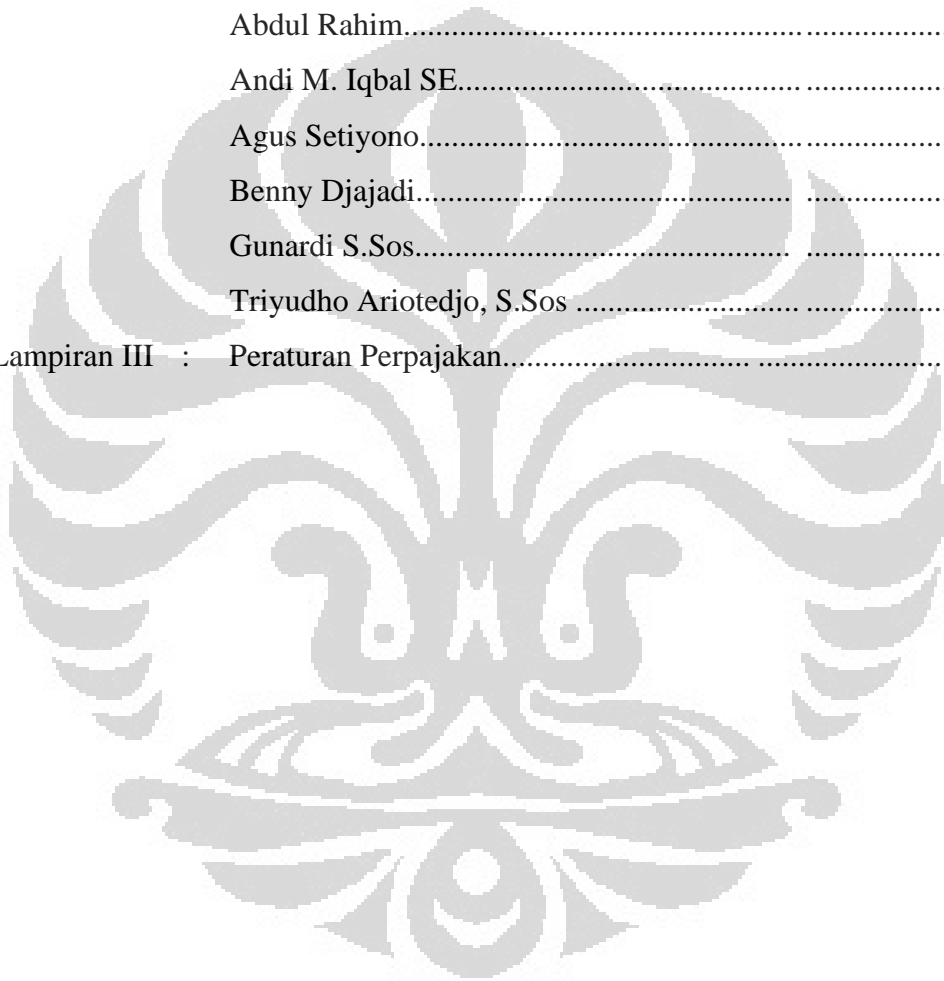 Abdul Rahim....................................................................
Andi M. Iqbal SE.............................................................
Agus Setiyono..................................................................
Benny Djajadi............................................... .................
Gunardi S.Sos............................................... .................
Triyudho Ariotedjo, S.Sos ............................ .................
Lampiran III : Peraturan Perpajakan............................... .......................